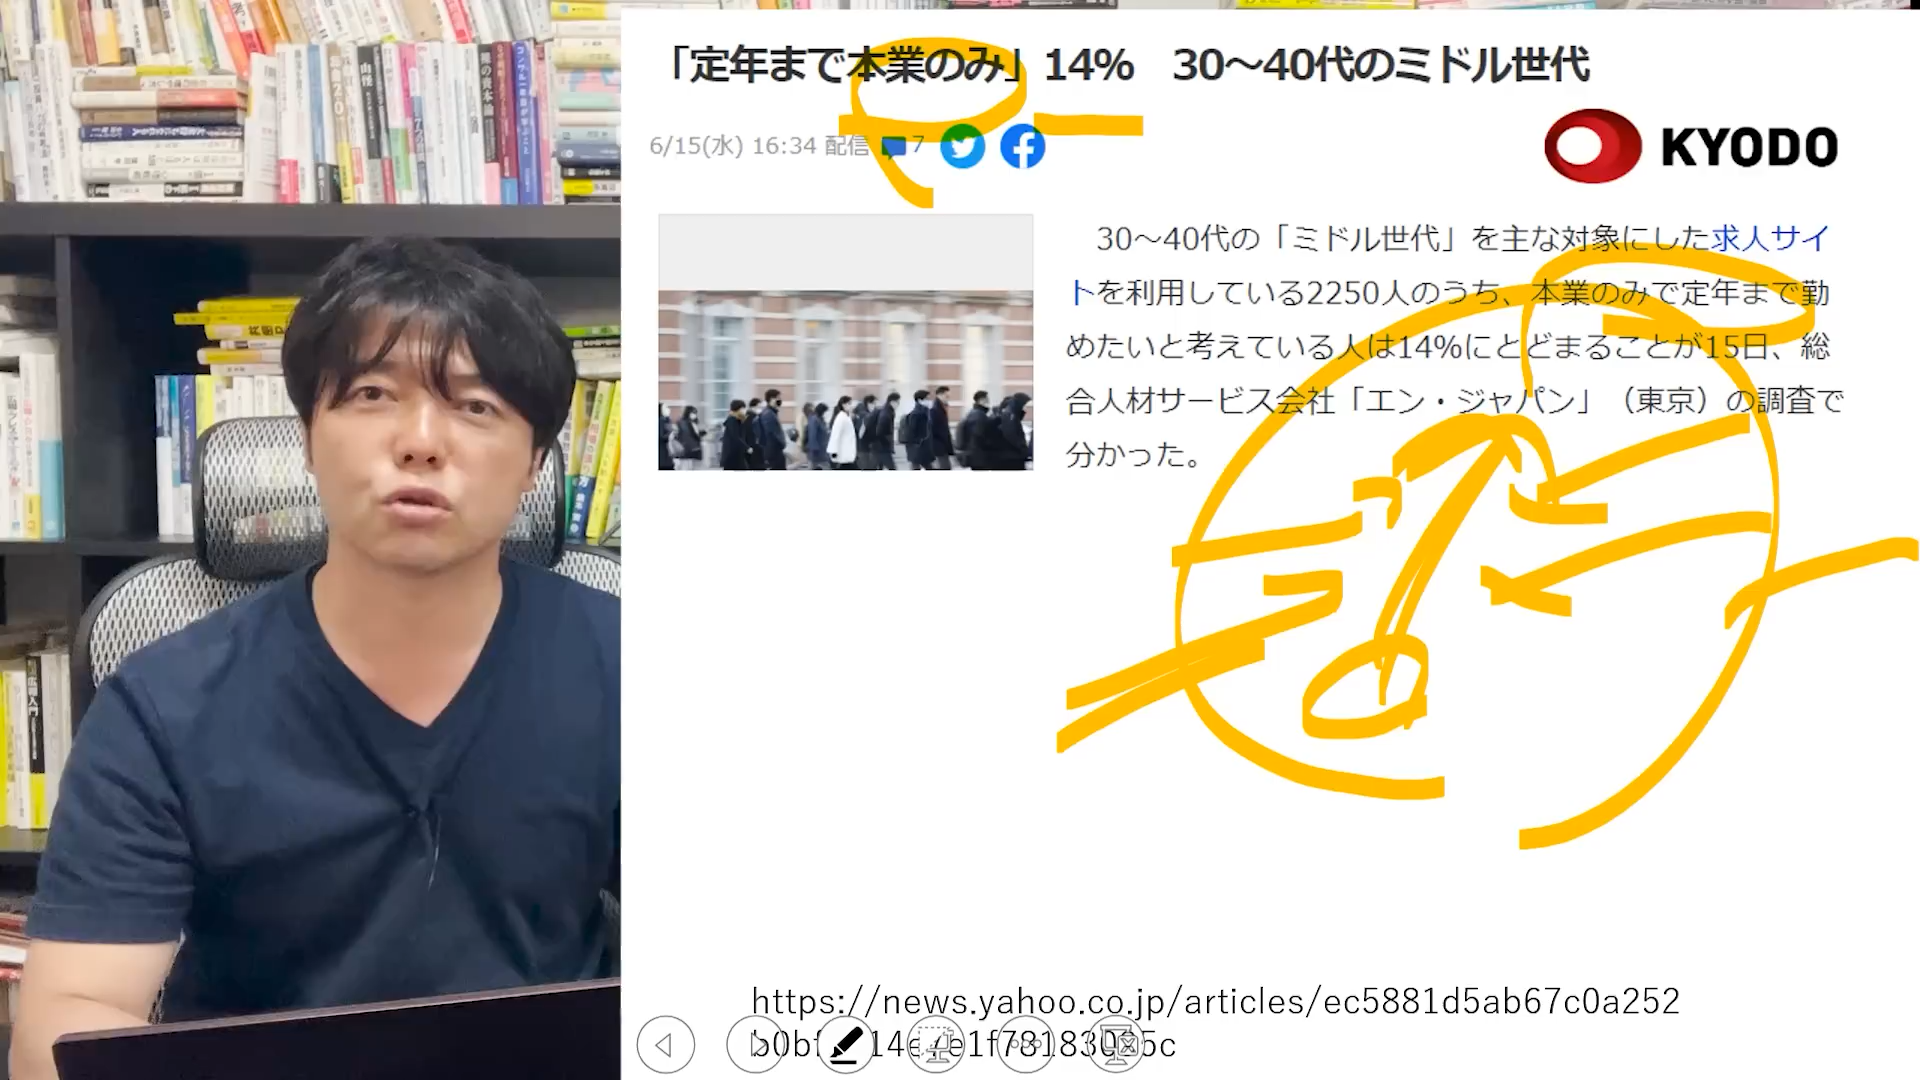 「定年まで本業のみ」14% 30～40代のミドル世代
6/15(水) 16:34 配信 7
KYODO
30～40代の「ミドル世代」を主な対象にした求人サイ
トを利用している2250人のうち、本業のみで定年まで勤
めたいと考えている人は14%にとどまることが15日、総
合人材サービス会社「エン・ジャパン」（東京）の調査で
分かった。
https://news.yahoo.co.jp/articles/ec5881d5ab67c0a252